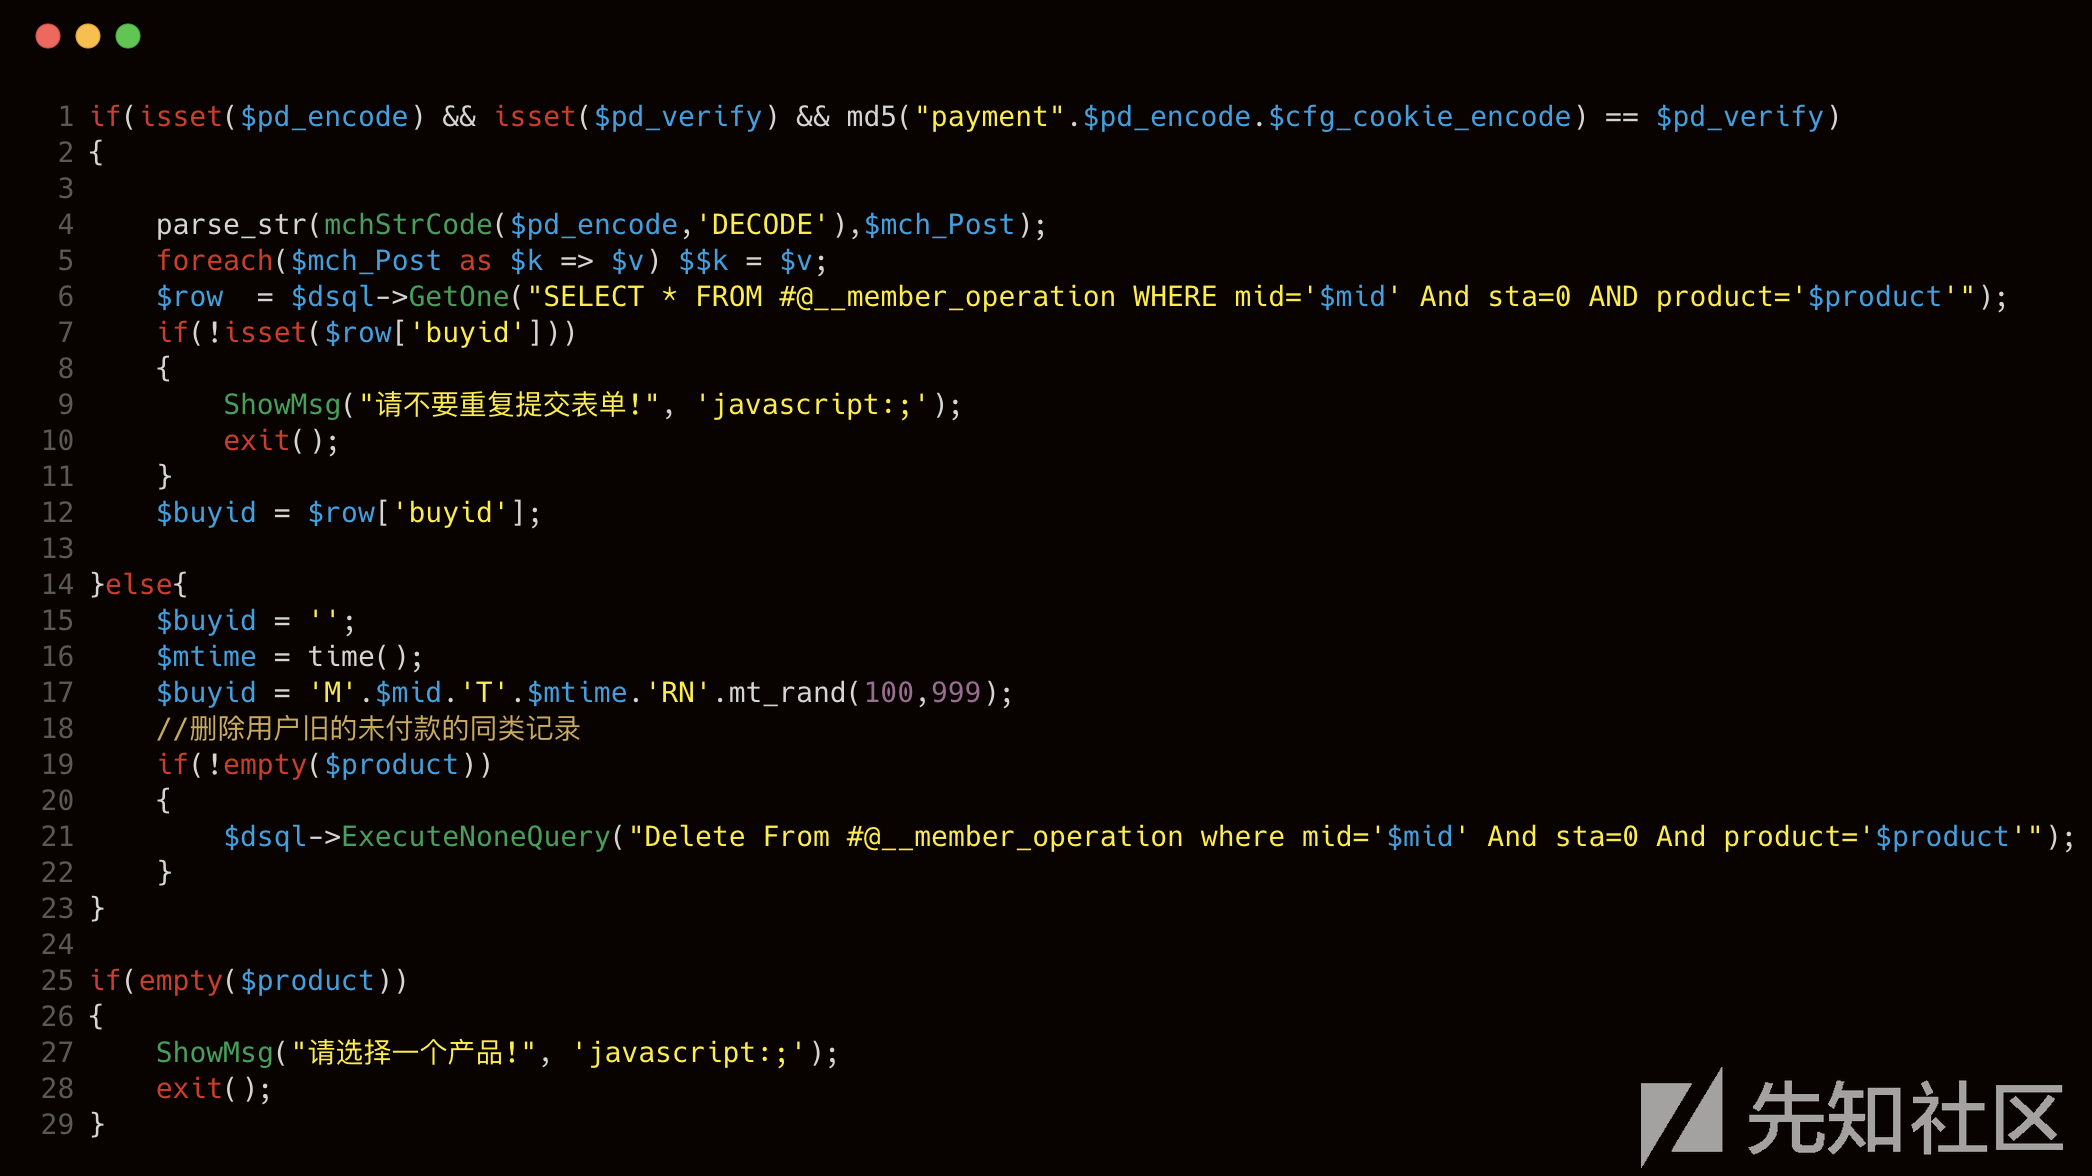 1 if(isset($pd_encode) && isset($pd_verify) && md5("payment".$pd_encode.$cfg_cookie_encode) == $pd_verify)
2 {
3
4     parse_str(mchStrCode($pd_encode,'DECODE'),$mch_Post);
5     foreach($mch_Post as $k => $v) $$k = $v;
6     $row  = $dsql->GetOne("SELECT * FROM #@__member_operation WHERE mid='$mid' And sta=0 AND product='$product'");
7     if(!isset($row['buyid']))
8     {
9         ShowMsg("请不要重复提交表单!", 'javascript:;');
10         exit();
11     }
12     $buyid = $row['buyid'];
13
14 }else{
15     $buyid = '';
16     $mtime = time();
17     $buyid = 'M'.$mid.'T'.$mtime.'RN'.mt_rand(100,999);
18     //删除用户旧的未付款的同类记录
19     if(!empty($product))
20     {
21         $dsql->ExecuteNoneQuery("Delete From #@__member_operation where mid='$mid' And sta=0 And product='$product'");
22     }
23 }
24
25 if(empty($product))
26 {
27     ShowMsg("请选择一个产品!", 'javascript:;');
28     exit();
29 }
先知社区